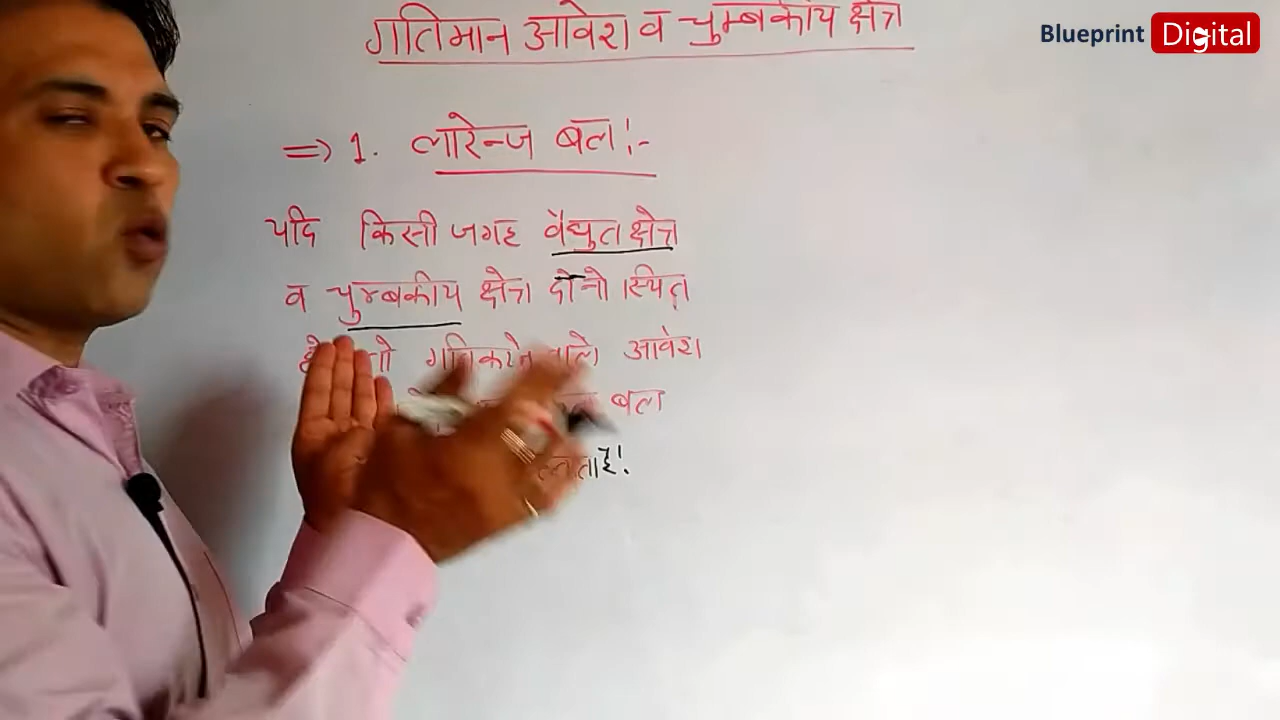 गतिमान आवेश व चुम्बकीय क्षेत्र
Blueprint Digital
⇒ 1. लारेन्ज बल:-
यदि किसी जगह वैद्युत क्षेत्र
व चुम्बकीय क्षेत्र दोनो स्थित
तो गति करने वाले आवेश
बल